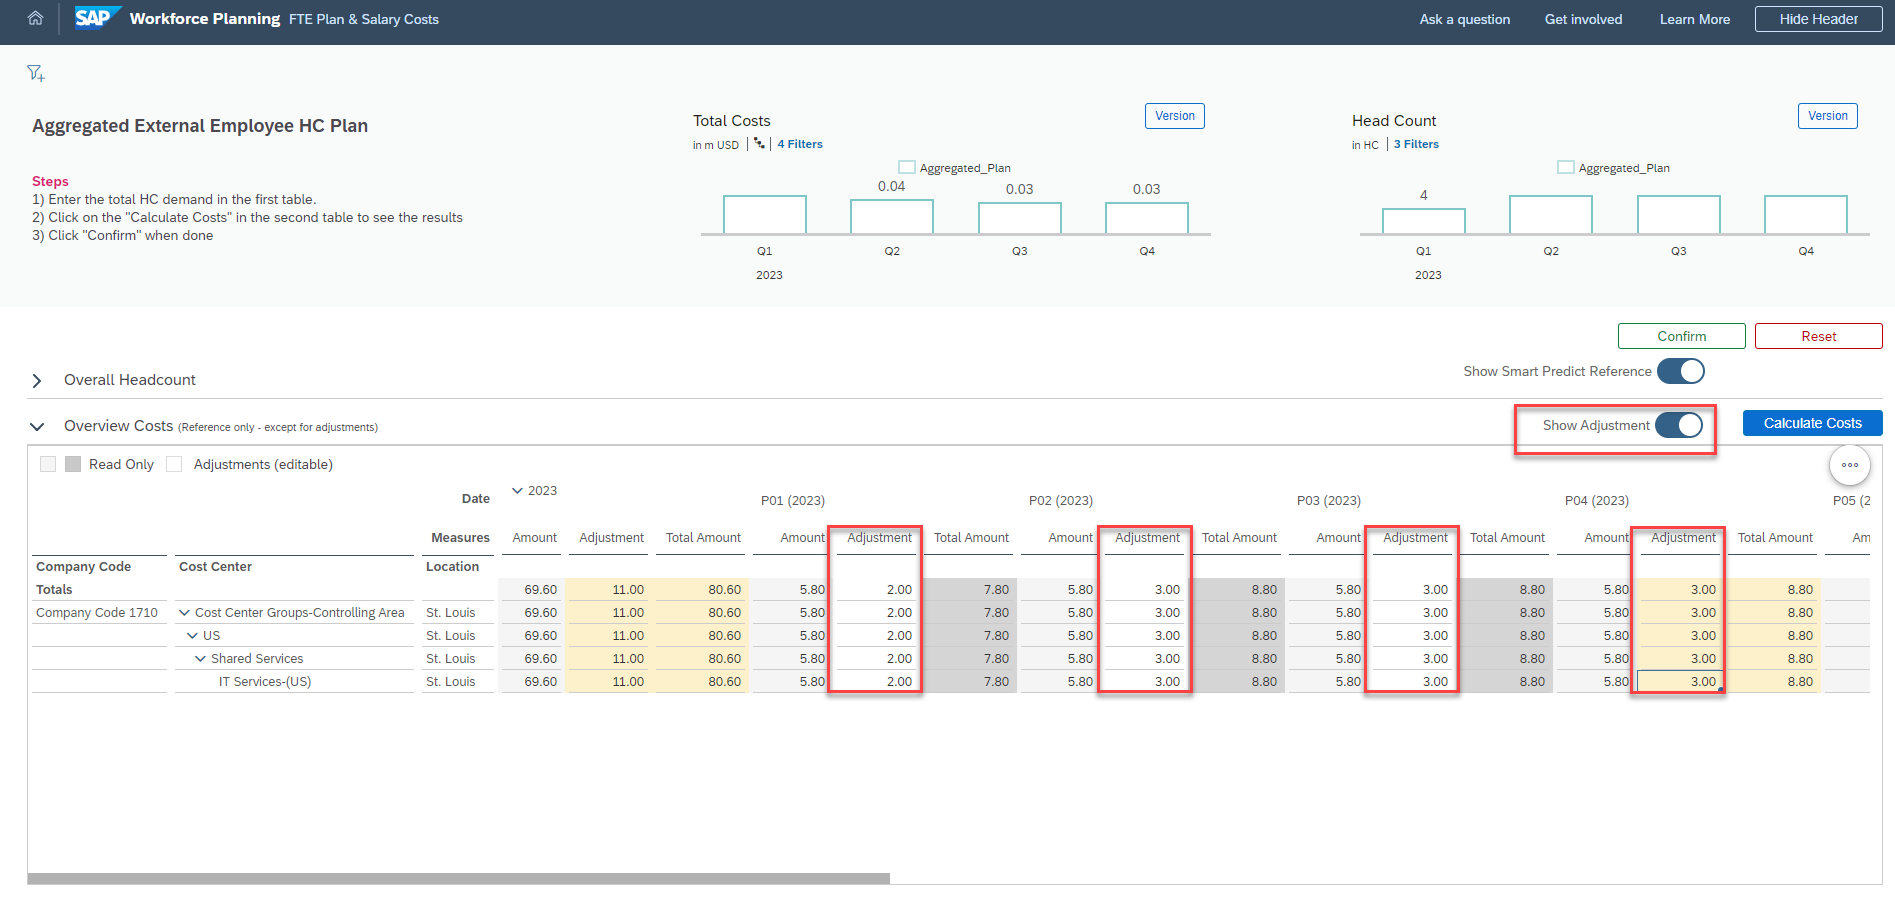 SAP Workforce Planning FTE Plan & Salary Costs Ask a question Get involved Learn More Hide Header
Aggregated External Employee HC Plan
Steps
1) Enter the total HC demand in the first table.
2) Click on the "Calculate Costs" in the second table to see the results
3) Click "Confirm" when done
Total Costs
Version
in m USD 4 Filters
Aggregated_Plan
0.04 0.03 0.03
Q1 Q2 Q3 Q4
2023
Head Count
Version
in HC 3 Filters
Aggregated_Plan
4
Q1 Q2 Q3 Q4
2023
Confirm Reset
Overall Headcount Show Smart Predict Reference
Overview Costs (Reference only - except for adjustments) Show Adjustment Calculate Costs
Read Only Adjustments (editable)
Date 2023 P01 (2023) P02 (2023) P03 (2023) P04 (2023) P05 (2
Measures Amount Adjustment Total Amount Amount Adjustment Total Amount Amount Adjustment Total Amount Amount Adjustment Total Amount Amount Adjustment Total Amount Am
Company Code Cost Center Location
Totals 69.60 11.00 80.60 5.80 2.00 7.80 5.80 3.00 8.80 5.80 3.00 8.80 5.80 3.00 8.80
Company Code 1710 Cost Center Groups-Controlling Area St. Louis 69.60 11.00 80.60 5.80 2.00 7.80 5.80 3.00 8.80 5.80 3.00 8.80 5.80 3.00 8.80
US St. Louis 69.60 11.00 80.60 5.80 2.00 7.80 5.80 3.00 8.80 5.80 3.00 8.80 5.80 3.00 8.80
Shared Services St. Louis 69.60 11.00 80.60 5.80 2.00 7.80 5.80 3.00 8.80 5.80 3.00 8.80 5.80 3.00 8.80
IT Services-(US) St. Louis 69.60 11.00 80.60 5.80 2.00 7.80 5.80 3.00 8.80 5.80 3.00 8.80 5.80 3.00 8.80